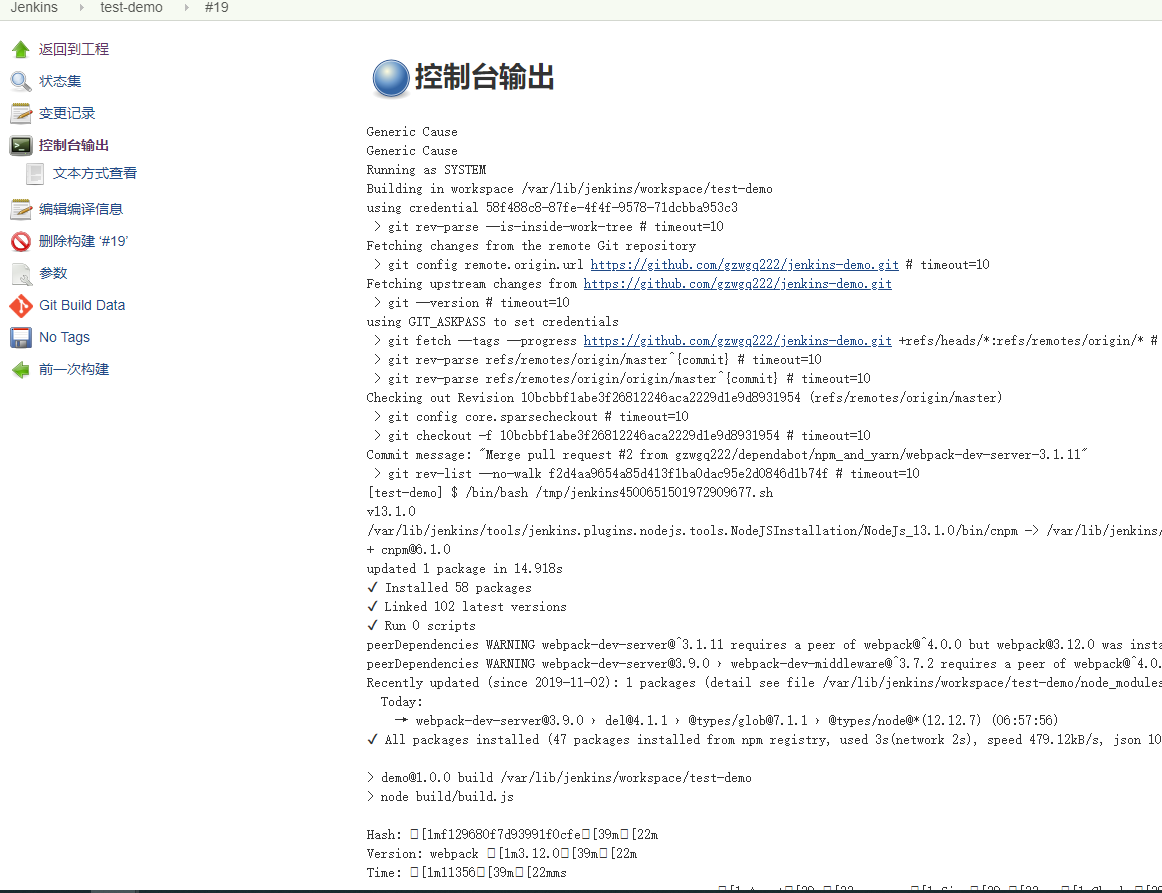 Jenkins test-demo #19
返回到工程
状态集
变更记录
控制台输出
文本方式查看
编辑编译信息
删除构建 ‘#19’
参数
Git Build Data
No Tags
前一次构建
控制台输出
Generic Cause
Generic Cause
Running as SYSTEM
Building in workspace /var/lib/jenkins/workspace/test-demo
using credential 58f488c8-87fe-4f4f-9578-71dcbba953c3
> git rev-parse --is-inside-work-tree # timeout=10
Fetching changes from the remote Git repository
> git config remote.origin.url https://github.com/gzwgq222/jenkins-demo.git # timeout=10
Fetching upstream changes from https://github.com/gzwgq222/jenkins-demo.git
> git --version # timeout=10
using GIT_ASKPASS to set credentials
> git fetch --tags --progress https://github.com/gzwgq222/jenkins-demo.git +refs/heads/*:refs/remotes/origin/* #
> git rev-parse refs/remotes/origin/master^{commit} # timeout=10
> git rev-parse refs/remotes/origin/origin/master^{commit} # timeout=10
Checking out Revision 10bcbbf1abe3f26812246aca2229d1e9d8931954 (refs/remotes/origin/master)
> git config core.sparsecheckout # timeout=10
> git checkout -f 10bcbbf1abe3f26812246aca2229d1e9d8931954 # timeout=10
Commit message: "Merge pull request #2 from gzwgq222/dependabot/npm_and_yarn/webpack-dev-server-3.1.11"
> git rev-list --no-walk f2d4aa9654a85d413f1ba0dac95e2d0846d1b74f # timeout=10
[test-demo] $ /bin/bash /tmp/jenkins4500651501972909677.sh
v13.1.0
/var/lib/jenkins/tools/jenkins.plugins.nodejs.tools.NodeJSInstallation/NodeJs_13.1.0/bin/cnpm -> /var/lib/jenkins/
+ cnpm@6.1.0
updated 1 package in 14.918s
✓ Installed 58 packages
✓ Linked 102 latest versions
✓ Run 0 scripts
peerDependencies WARNING webpack-dev-server@^3.1.11 requires a peer of webpack@^4.0.0 but webpack@3.12.0 was insta
peerDependencies WARNING webpack-dev-server@3.9.0 › webpack-dev-middleware@^3.7.2 requires a peer of webpack@^4.0.
Recently updated (since 2019-11-02): 1 packages (detail see file /var/lib/jenkins/workspace/test-demo/node_modules
Today:
→ webpack-dev-server@3.9.0 › del@4.1.1 › @types/glob@7.1.1 › @types/node@*(12.12.7) (06:57:56)
✓ All packages installed (47 packages installed from npm registry, used 3s(network 2s), speed 479.12kB/s, json 10
> demo@1.0.0 build /var/lib/jenkins/workspace/test-demo
> node build/build.js
Hash: [1mf129680f7d93991f0cfe[39m[22m
Version: webpack [1m3.12.0[39m[22m
Time: [1m11356[39m[22mms